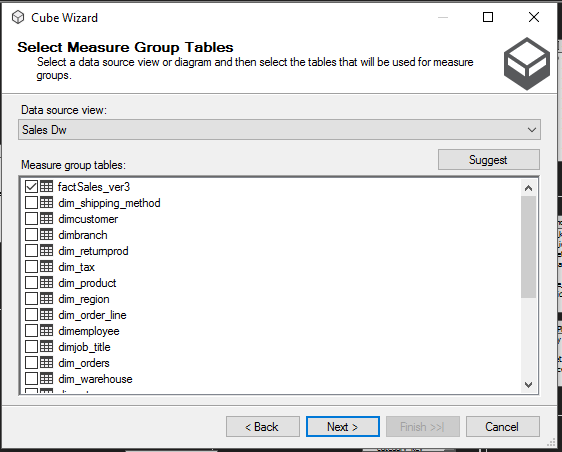 Cube Wizard
Select Measure Group Tables
Select a data source view or diagram and then select the tables that will be used for measure
groups.
Data source view:
Sales Dw
Suggest
Measure group tables:
factSales_ver3
dim_shipping_method
dimcustomer
dimbranch
dim_returnprod
dim_tax
dim_product
dim_region
dim_order_line
dimemployee
dimjob_title
dim_orders
dim_warehouse
< Back
Next >
Finish >>|
Cancel